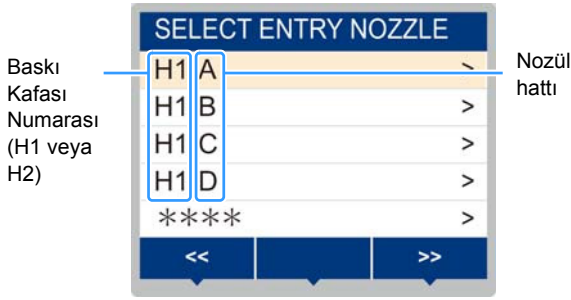 SELECT ENTRY NOZZLE
Baskı
Kafası
Numarası
(H1 veya
H2)
H1 A >
H1 B >
H1 C >
H1 D >
**** >
<< >>
Nozül
hattı